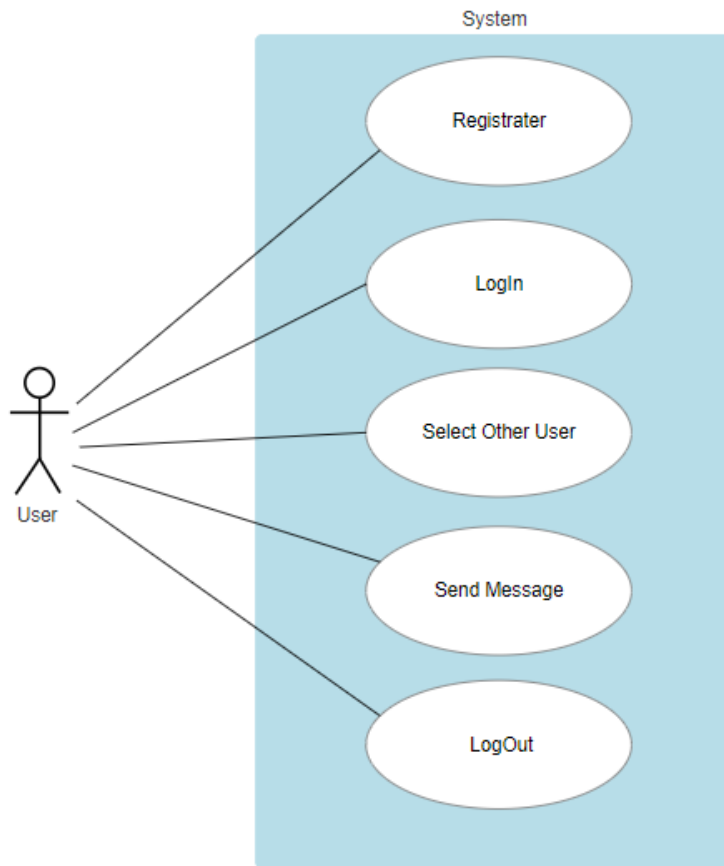 System
Registrater
LogIn
Select Other User
User
Send Message
LogOut